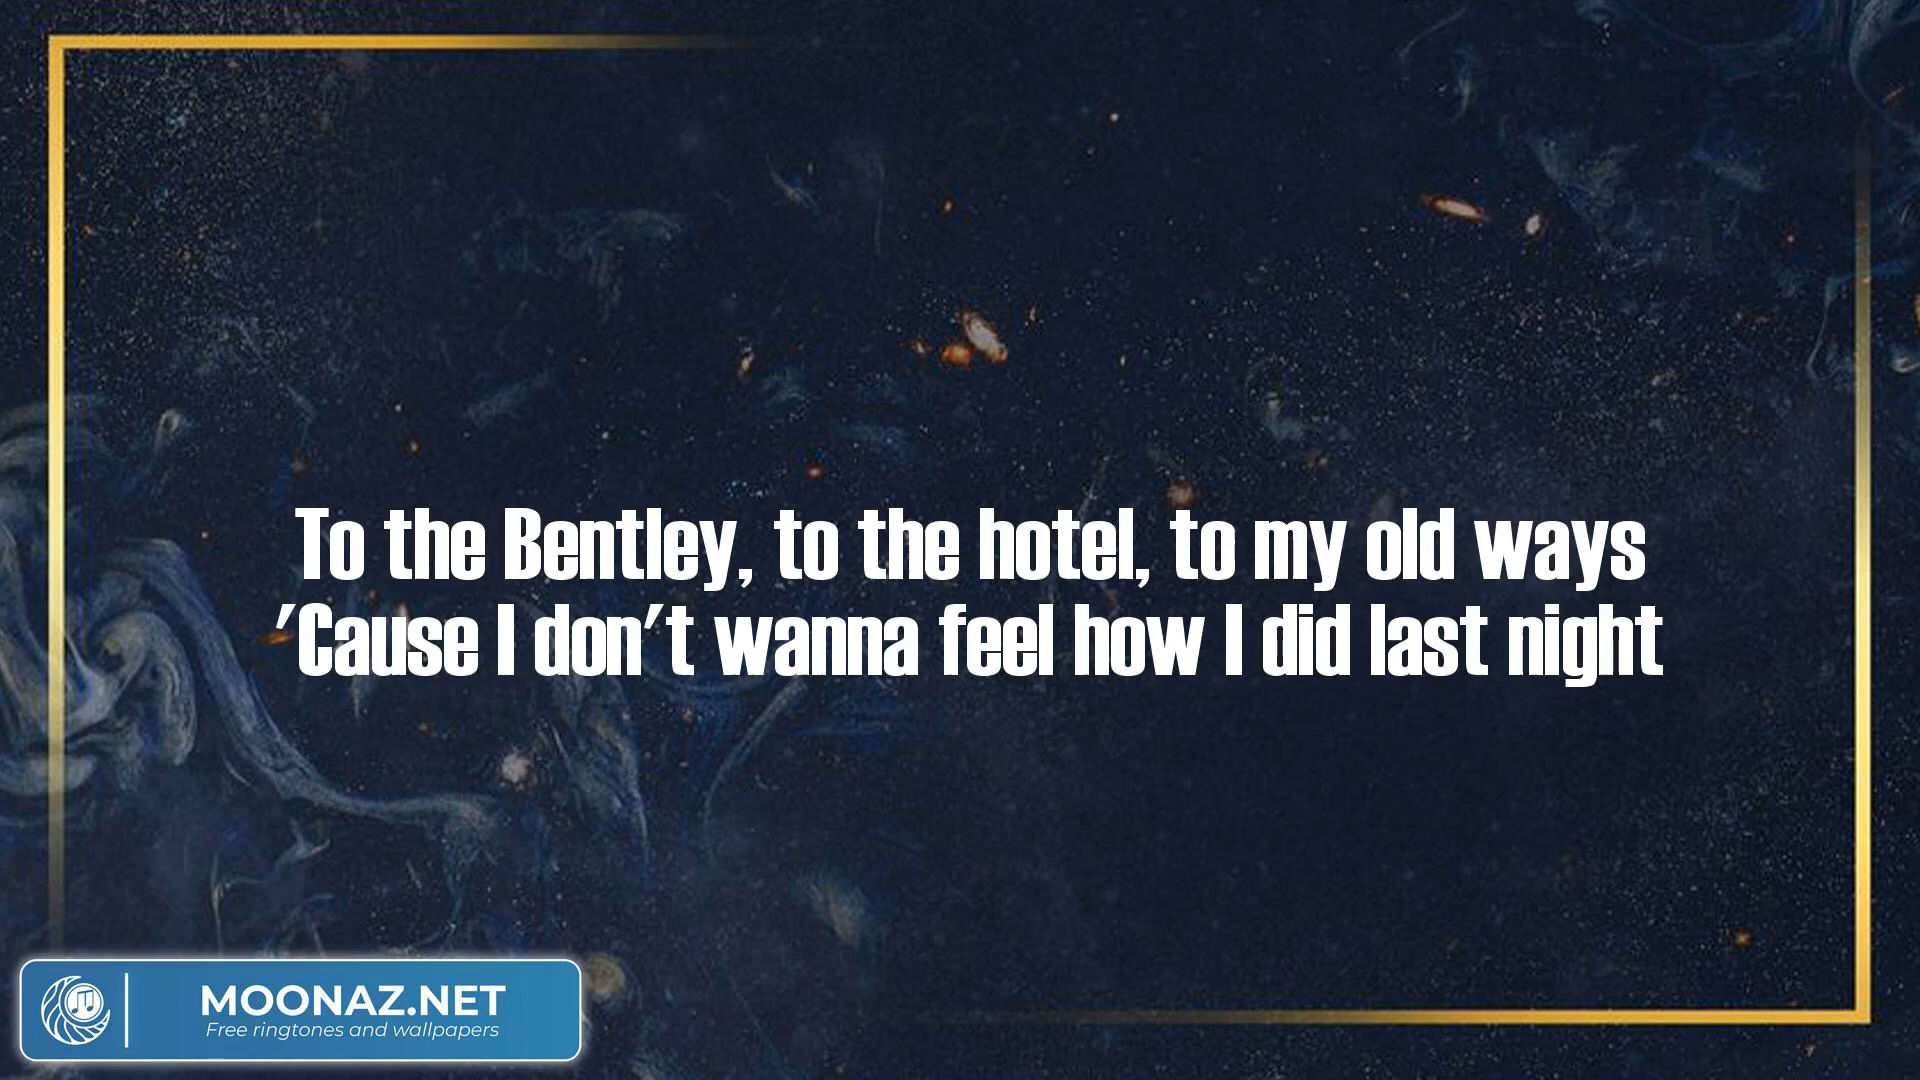 To the Bentley, to the hotel, to my old ways
'Cause I don't wanna feel how I did last night
MOONAZ.NET
Free ringtones and wallpapers